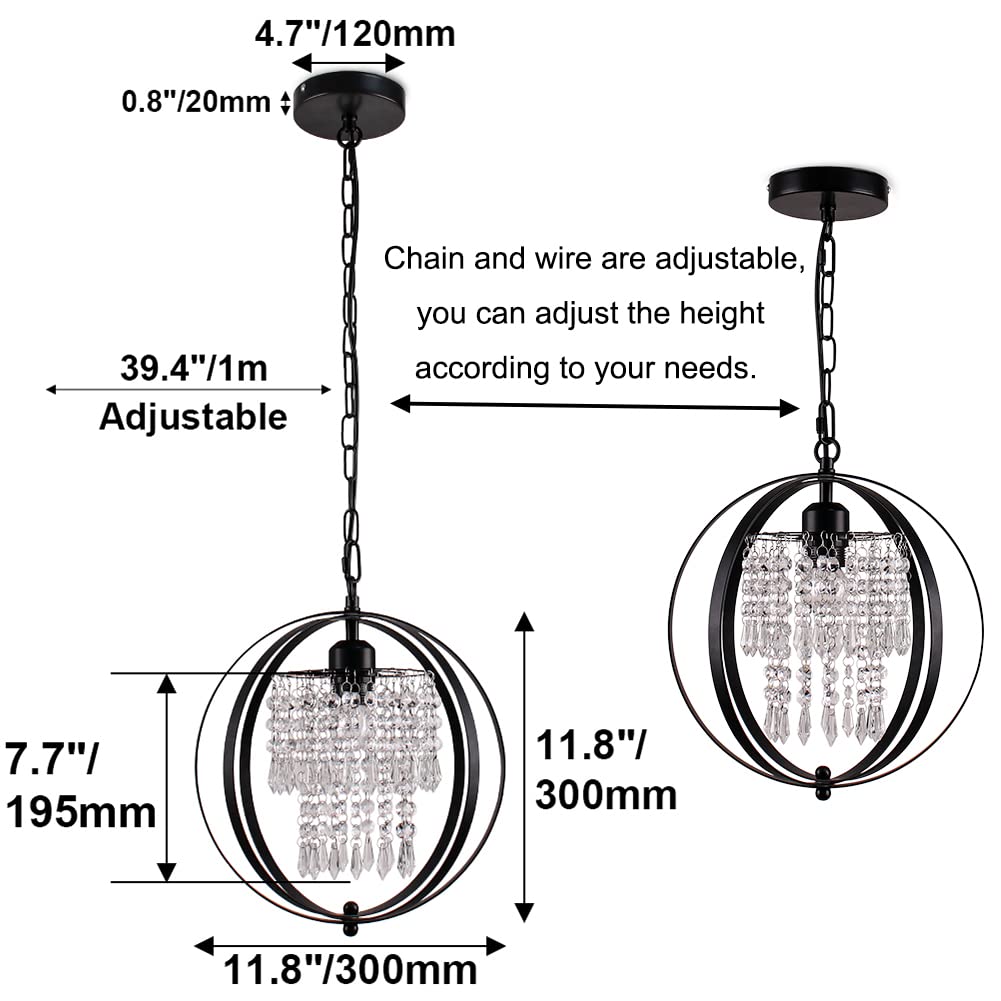 4.7"/120mm
0.8"/20mm
Chain and wire are adjustable,
you can adjust the height
according to your needs.
39.4"/1m
Adjustable
7.7"/
195mm
11.8"/
300mm
11.8"/300mm